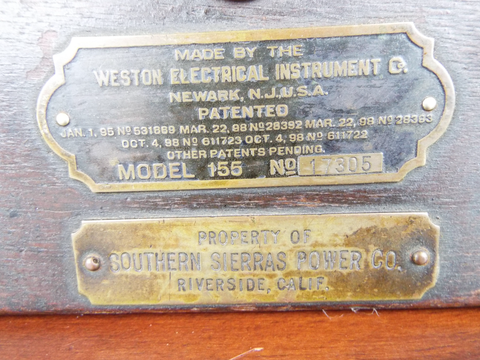 MADE BY THE
WESTON ELECTRICAL INSTRUMENT Co.
NEWARK, N.J., U.S.A.
PATENTED
JAN. 1, 95 No 531869 MAR. 22, 98 No 28392 MAR. 22, 98 No 28393
OCT. 4, 98 No 611723 OCT. 4, 98 No 611722
OTHER PATENTS PENDING.
MODEL 155 No 17305
PROPERTY OF
SOUTHERN SIERRAS POWER CO.
RIVERSIDE, CALIF.